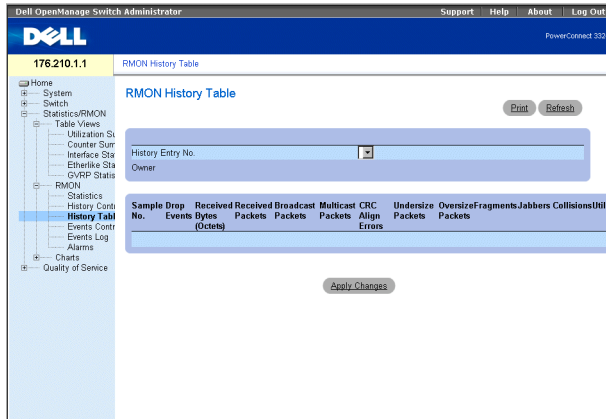 Dell OpenManage Switch Administrator
Support Help About Log Out
DELL
PowerConnect 332
176.210.1.1
RMON History Table
Home
System
Switch
Statistics/RMON
Table Views
Utilization Su
Counter Sum
Interface Sta
Etherlike Sta
GVRP Statis
RMON
Statistics
History Contr
History Tabl
Events Contr
Events Log
Alarms
Charts
Quality of Service
RMON History Table
Print Refresh
History Entry No.
Owner
Sample Drop Received Received Broadcast Multicast CRC Undersize Oversize Fragments Jabbers Collisions Util
No. Events Bytes Packets Packets Packets Align Packets Packets
(Octets) Errors
Apply Changes